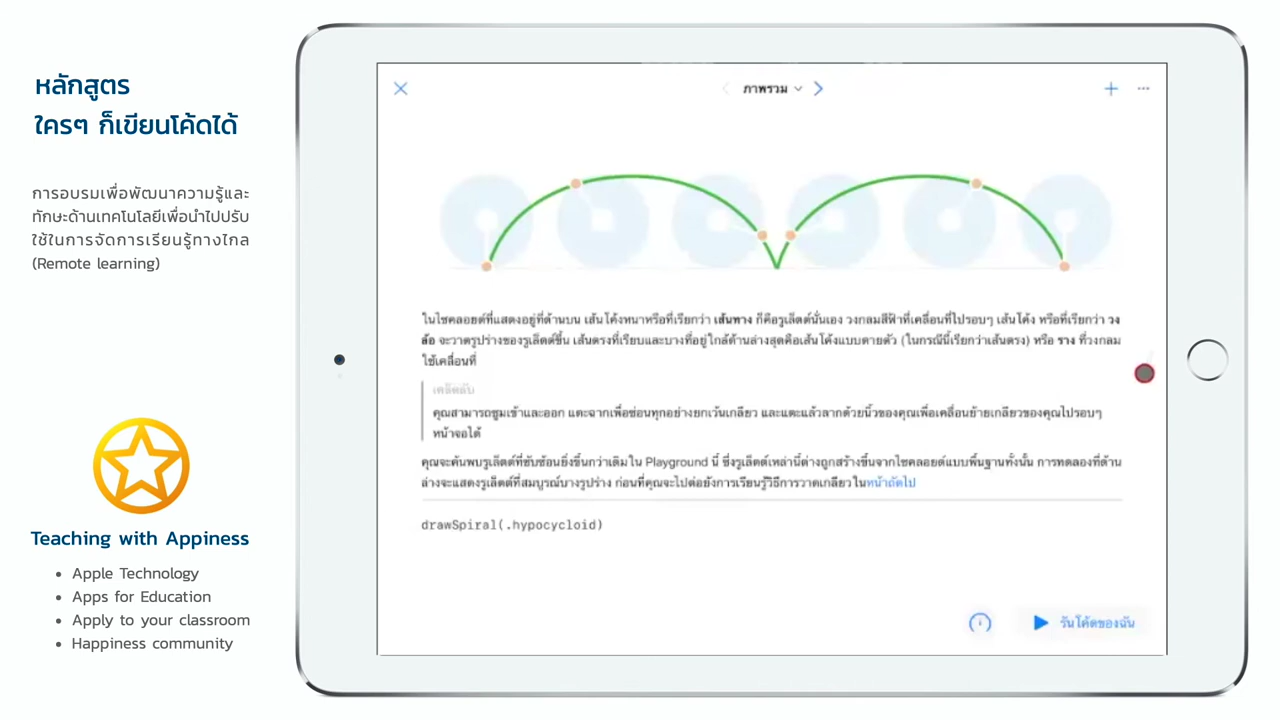 หลักสูตร
ใครๆ ก็เขียนโค้ดได้
การอบรมเพื่อพัฒนาความรู้และ
ทักษะด้านเทคโนโลยีเพื่อนำไปปรับ
ใช้ในการจัดการเรียนรู้ทางไกล
(Remote learning)
Teaching with Appiness
• Apple Technology
• Apps for Education
• Apply to your classroom
• Happiness community
ภาพรวม
ในไซคลอยด์ที่แสดงอยู่ที่ด้านบน เส้นโค้งหนาหรือที่เรียกว่า เส้นทาง ก็คือรูเล็ตต์นั่นเอง วงกลมสีฟ้าที่เคลื่อนที่ไปรอบๆ เส้นโค้ง หรือที่เรียกว่า วง
ล้อ จะวาดรูปร่างของรูเล็ตต์ขึ้น เส้นตรงที่เรียบและบางที่อยู่ใกล้ด้านล่างสุดคือเส้นโค้งแบบตายตัว (ในกรณีนี้เรียกว่าเส้นตรง) หรือ ราง ที่วงกลม
ใช้เคลื่อนที่
เคล็ดลับ
คุณสามารถซูมเข้าและออก แตะฉากเพื่อซ่อนทุกอย่างยกเว้นเกลียว และแตะแล้วลากด้วยนิ้วของคุณเพื่อเคลื่อนย้ายเกลียวของคุณไปรอบๆ
หน้าจอได้
คุณจะค้นพบรูเล็ตต์ที่ซับซ้อนยิ่งขึ้นกว่าเดิมใน Playground นี้ ซึ่งรูเล็ตต์เหล่านี้ต่างถูกสร้างขึ้นจากไซคลอยด์แบบพื้นฐานทั้งนั้น การทดลองที่ด้าน
ล่างจะแสดงรูเล็ตต์ที่สมบูรณ์บางรูปร่าง ก่อนที่คุณจะไปต่อยังการเรียนรู้วิธีการวาดเกลียวในหน้าถัดไป
drawSpiral(.hypocycloid)
รันโค้ดของฉัน